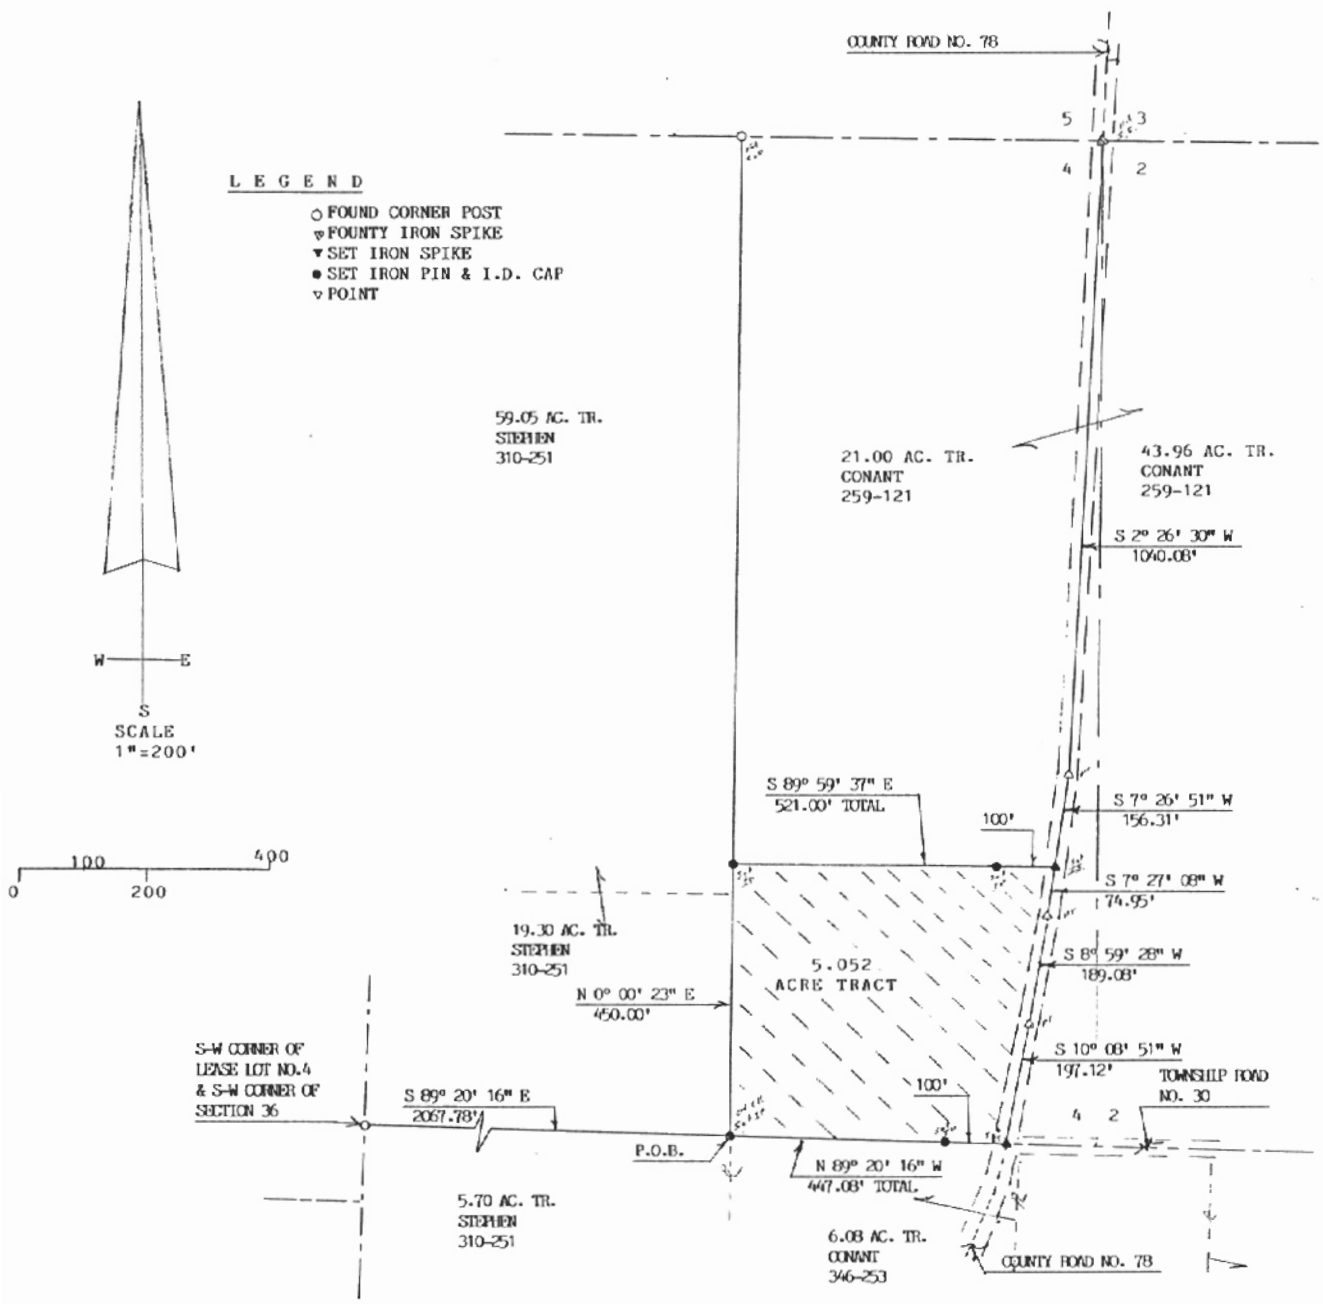 COUNTY ROAD NO. 78
5 3
4 2
L E G E N D
FOUND CORNER POST
FOUNTY IRON SPIKE
SET IRON SPIKE
SET IRON PIN & I.D. CAP
POINT
59.05 AC. TR.
STEPHEN
310-251
21.00 AC. TR.
CONANT
259-121
43.96 AC. TR.
CONANT
259-121
S 2° 26' 30" W
1040.08'
W E
S
SCALE
1"=200'
S 89° 59' 37" E
521.00' TOTAL
100'
S 7° 26' 51" W
156.31'
100 400
0 200
S 7° 27' 08" W
74.95'
19.30 AC. TR.
STEPHEN
310-251
5.052
ACRE TRACT
S 8° 59' 28" W
189.08'
N 0° 00' 23" E
450.00'
S-W CORNER OF
LEASE LOT NO.4
& S-W CORNER OF
SECTION 36
S 10° 08' 51" W
197.12'
TOWNSHIP ROAD
NO. 30
S 89° 20' 16" E
2067.78'
100'
4 2
P.O.B.
N 89° 20' 16" W
447.08' TOTAL
5.70 AC. TR.
STEPHEN
310-251
6.08 AC. TR.
CONANT
346-253
COUNTY ROAD NO. 78